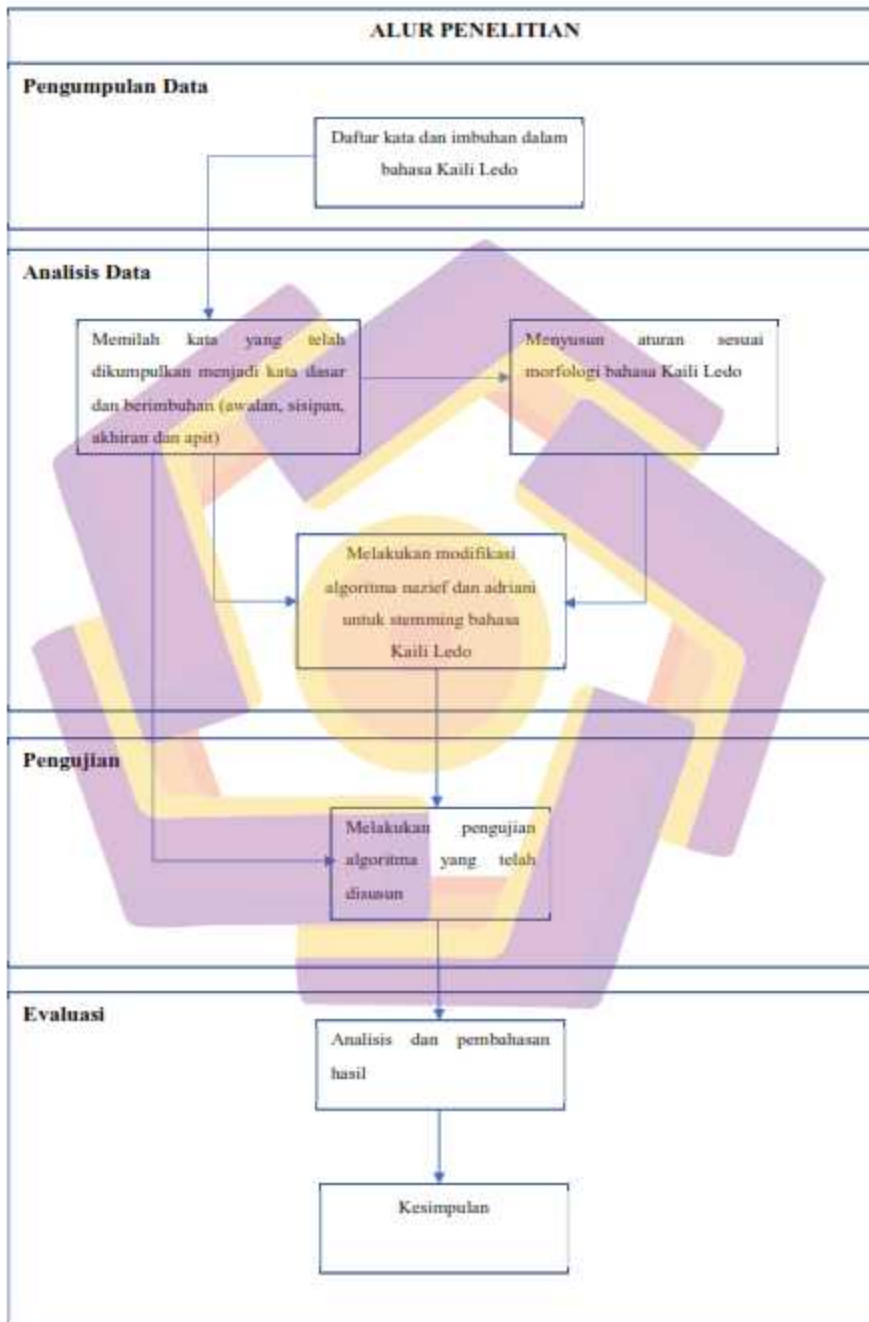 ALUR PENELITIAN
Pengumpulan Data
Daftar kata dan imbuhan dalam
bahasa Kaili Ledo
Analisis Data
Memilah kata yang telah
dikumpulkan menjadi kata dasar
dan berimbuhan (awalan, sisipan,
akhiran dan apit)
Menyusun aturan sesuai
morfologi bahasa Kaili Ledo
Melakukan modifikasi
algoritma nazief dan adriani
untuk stemming bahasa
Kaili Ledo
Pengujian
Melakukan pengujian
algoritma yang telah
disusun
Evaluasi
Analisis dan pembahasan
hasil
Kesimpulan